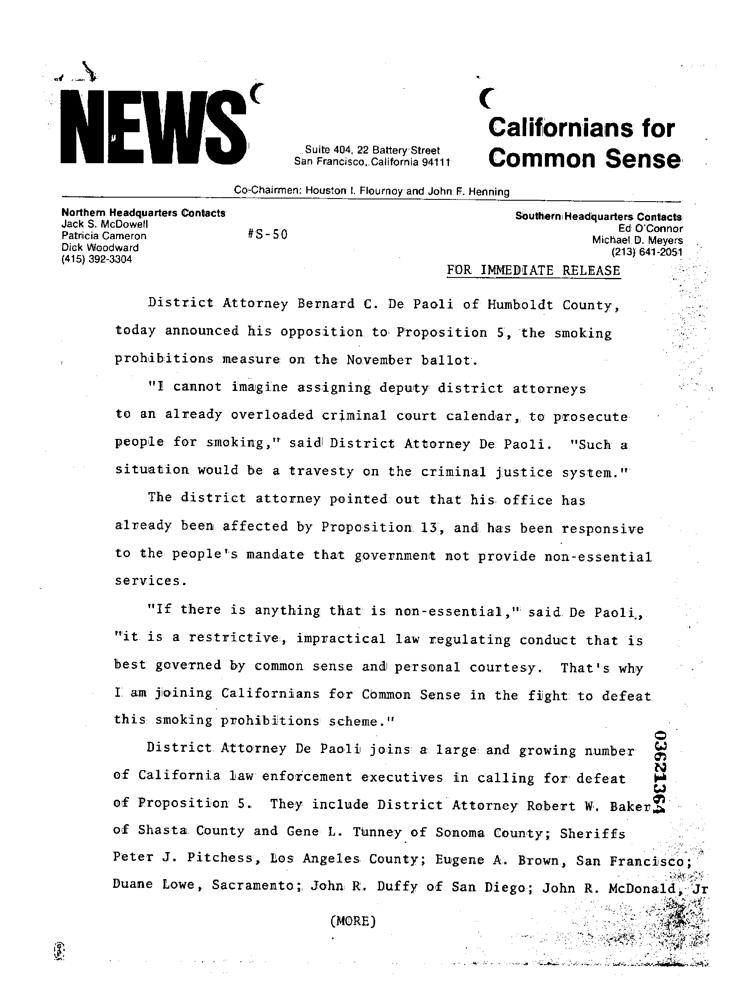 NEWS
Californians for
Common Sense
Suite 404, 22 Battery Street
San Francisco, California 94111
Co-Chairmen: Houston I. Flournoy and John F. Henning
Northern Headquarters Contacts
Jack S. McDowell
Patricia Cameron
Dick Woodward
(415) 392-3304
#S-50
Southern Headquarters Contacts
Ed O'Connor
Michael D. Meyers
(213) 641-2051
FOR IMMEDIATE RELEASE
District Attorney Bernard C. De Paoli of Humboldt County,
today announced his opposition to Proposition 5, the smoking
prohibitions measure on the November ballot.
"I cannot imagine assigning deputy district attorneys
to an already overloaded criminal court calendar, to prosecute
people for smoking," said District Attorney De Paoli. "Such a
situation would be a travesty on the criminal justice system."
The district attorney pointed out that his office has
already been affected by Proposition 13, and has been responsive
to the people's mandate that government not provide non-essential
services.
"If there is anything that is non-essential," said De Paoli,
"it is a restrictive, impractical law regulating conduct that is
best governed by common sense and personal courtesy. That's why
I am joining Californians for Common Sense in the fight to defeat
this smoking prohibitions scheme."
District Attorney De Paoli joins a large and growing number
of California law enforcement executives in calling for defeat
of Proposition 5. They include District Attorney Robert W. Baker
of Shasta County and Gene L. Tunney of Sonoma County; Sheriffs
Peter J. Pitchess, Los Angeles County; Eugene A. Brown, San Francisco;
Duane Lowe, Sacramento; John R. Duffy of San Diego; John R. McDonald, Jr
(MORE)
03621364